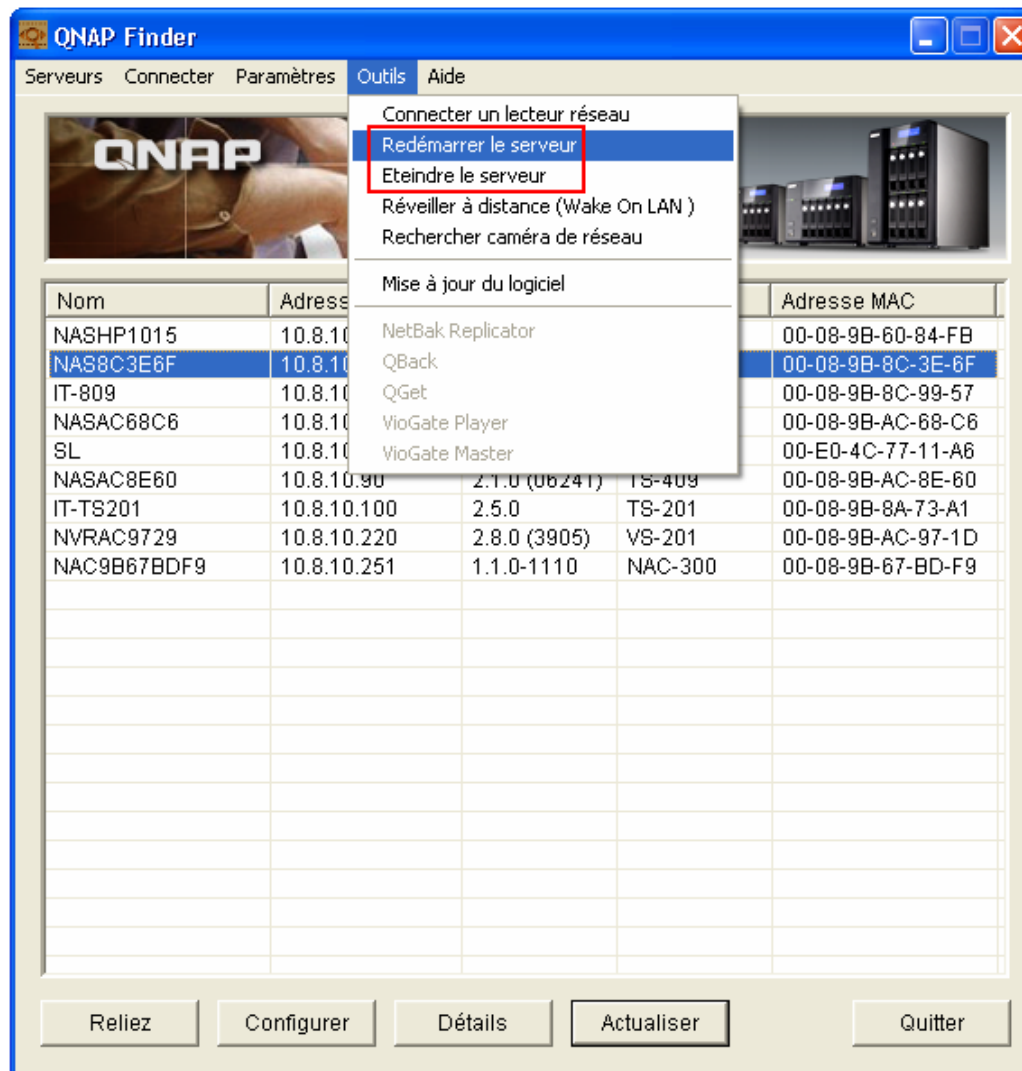 QNAP Finder
Serveurs Connecter Paramètres Outils Aide
QNAP
Connecter un lecteur réseau
Redémarrer le serveur
Eteindre le serveur
Réveiller à distance (Wake On LAN )
Rechercher caméra de réseau
Mise à jour du logiciel
NetBak Replicator
QBack
QGet
VioGate Player
VioGate Master
Nom Adress Adresse MAC
NASHP1015 10.8.10 00-08-9B-60-84-FB
NAS8C3E6F 10.8.10 00-08-9B-8C-3E-6F
IT-809 10.8.10 00-08-9B-8C-99-57
NASAC68C6 10.8.10 00-08-9B-AC-68-C6
SL 10.8.10 00-E0-4C-77-11-A6
NASAC8E60 10.8.10.90 2.1.0 (0624T) TS-409 00-08-9B-AC-8E-60
IT-TS201 10.8.10.100 2.5.0 TS-201 00-08-9B-8A-73-A1
NVRAC9729 10.8.10.220 2.8.0 (3905) VS-201 00-08-9B-AC-97-1D
NAC9B67BDF9 10.8.10.251 1.1.0-1110 NAC-300 00-08-9B-67-BD-F9
Reliez Configurer Détails Actualiser Quitter